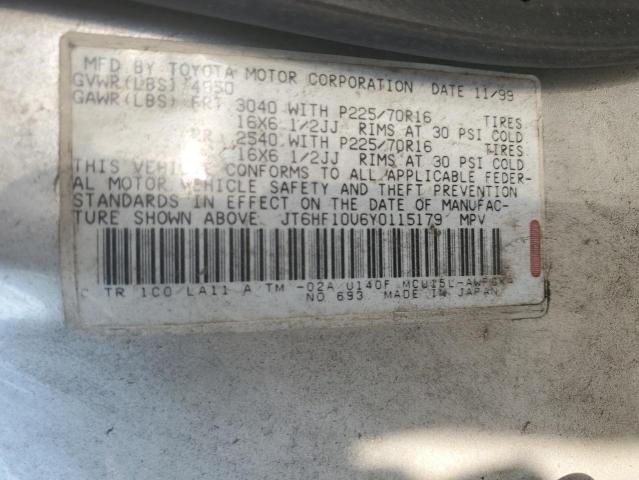 MFD BY TOYOTA MOTOR CORPORATION DATE 11/99
GVWR(LBS) 4950
GAWR(LBS) FRT 3040 WITH P225/70R16 TIRES
16X6 1/2JJ RIMS AT 30 PSI COLD
RR 2540 WITH P225/70R16 TIRES
16X6 1/2JJ RIMS AT 30 PSI COLD
THIS VEHICLE CONFORMS TO ALL APPLICABLE FEDER-
AL MOTOR VEHICLE SAFETY AND THEFT PREVENTION
STANDARDS IN EFFECT ON THE DATE OF MANUFAC-
TURE SHOWN ABOVE. JT6HF10U6Y0115179 MPV
C TR 1C0/LA11 A/TM -02A/U140F
NO 693 MADE IN JAPAN